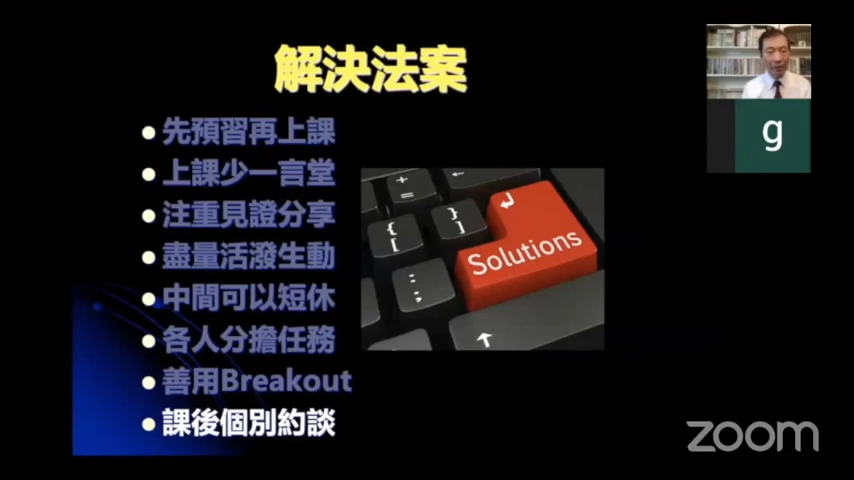 解決法案
先預習再上課
上課少一言堂
注重見證分享
盡量活潑生動
中間可以短休
各人分擔任務
善用Breakout
課後個別約談
+
=
{
[
}
]
Solutions
g
zoom